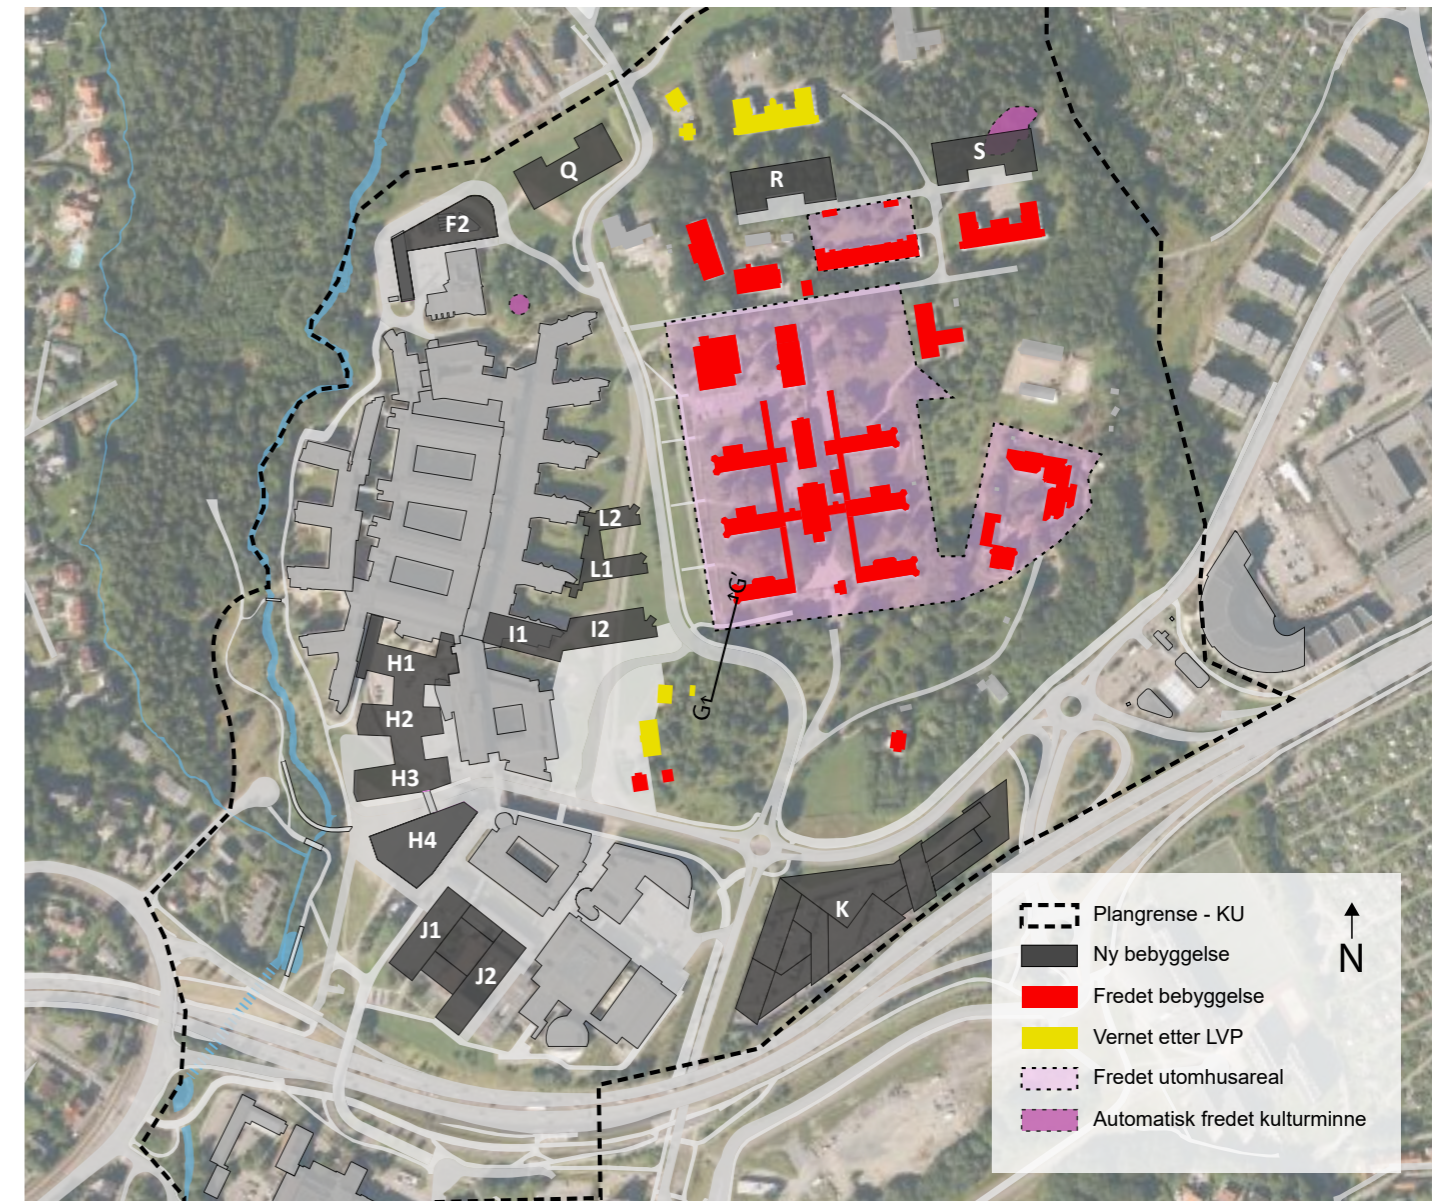 Q
S
R
F2
L2
L1
I1
I2
G'
G
H1
H2
H3
H4
J1
J2
K
Plangrense - KU
Ny bebyggelse
Fredet bebyggelse
Vernet etter LVP
Fredet utomhusareal
Automatisk fredet kulturminne
N